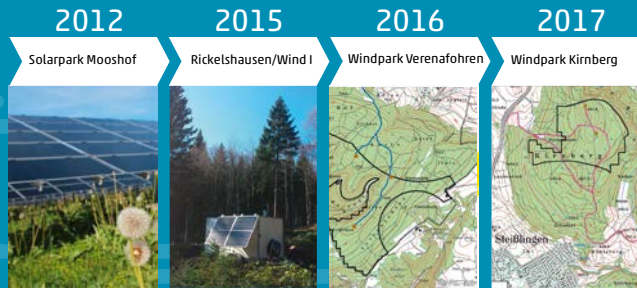 2012
2015
2016
2017
Solarpark Mooshof
Rickelshausen/Wind I
Windpark Verenafohren
Windpark Kirnberg
Kirnberg
Steißlingen